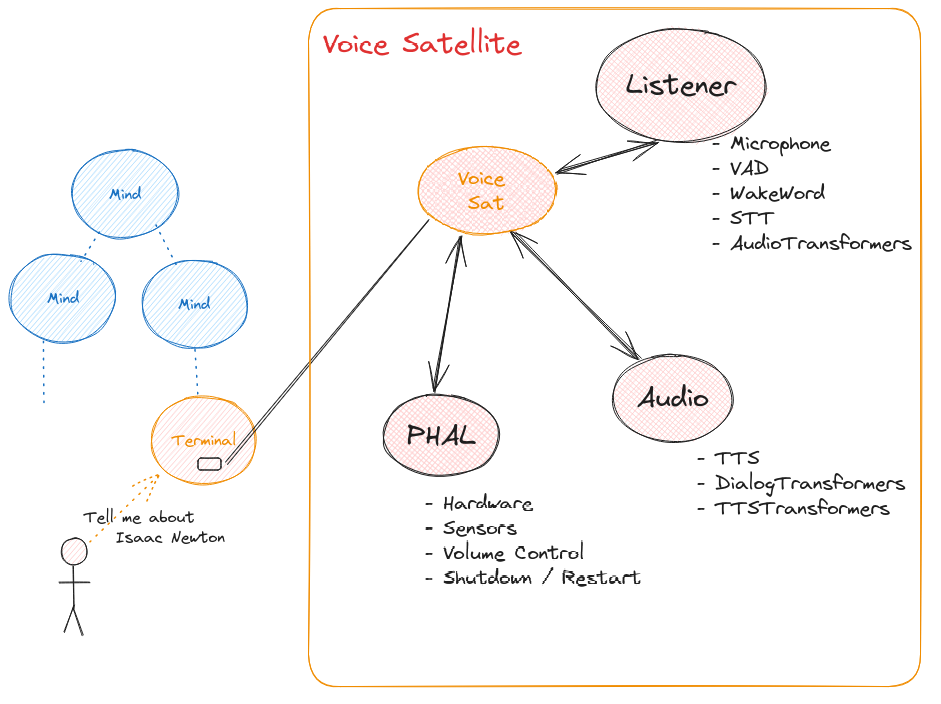 Voice Satellite
Listener
- Microphone
- VAD
- WakeWord
- STT
- AudioTransformers
Voice
Sat
Mind
Mind
Mind
Terminal
Tell me about
Isaac Newton
PHAL
- Hardware
- Sensors
- Volume Control
- Shutdown / Restart
Audio
- TTS
- DialogTransformers
- TTSTransformers